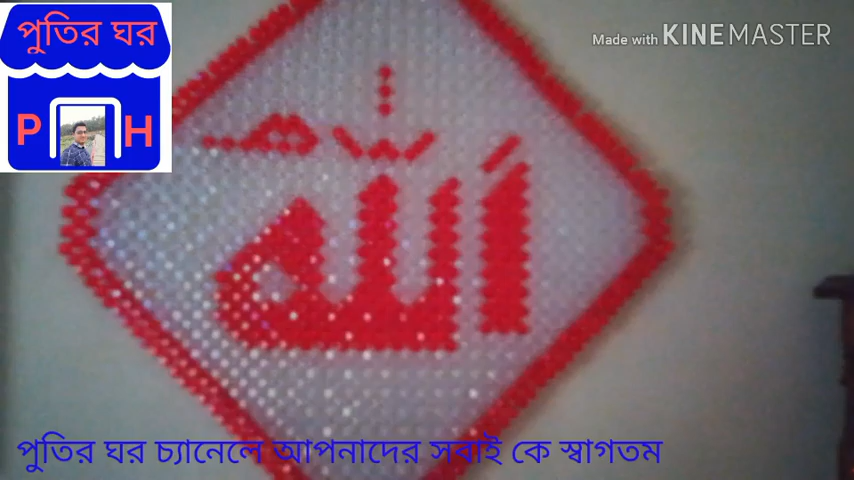 পুতির ঘর
Made with KINEMASTER
P H
الله
পুতির ঘর চ্যানেলে আপনাদের সবাই কে স্বাগতম